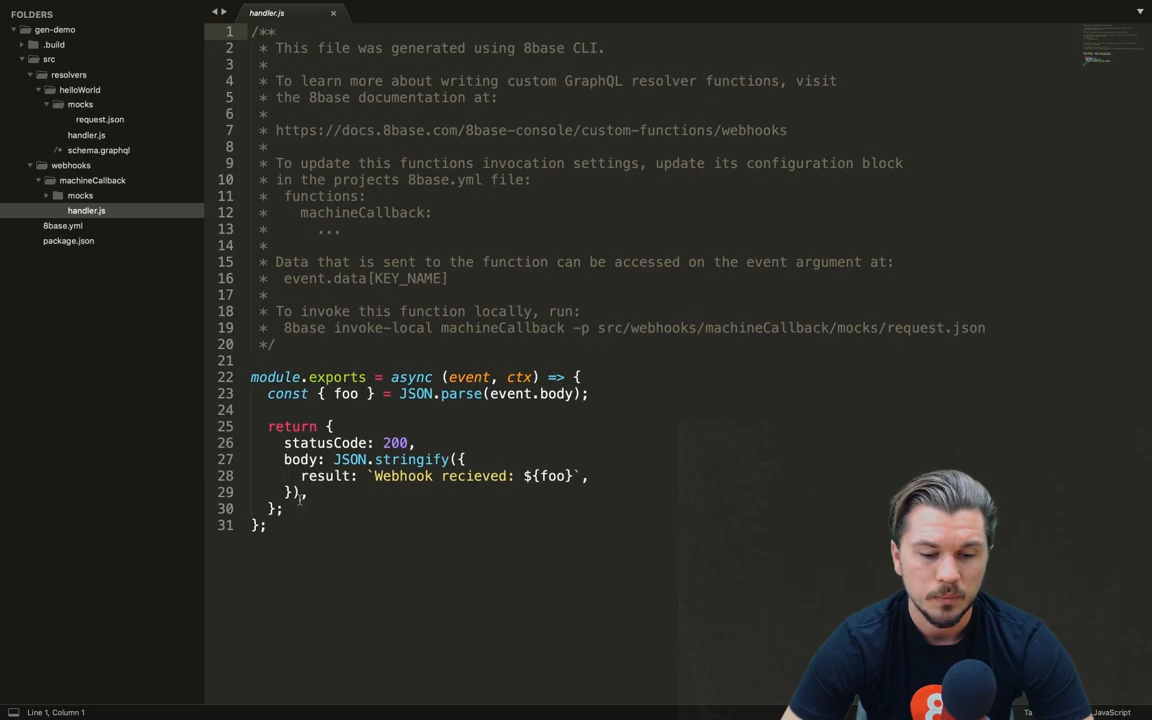 FOLDERS
gen-demo
.build
src
resolvers
helloWorld
mocks
request.json
handler.js
/* schema.graphql
webhooks
machineCallback
mocks
handler.js
8base.yml
package.json
handler.js
1 /**
2 * This file was generated using 8base CLI.
3 *
4 * To learn more about writing custom GraphQL resolver functions, visit
5 * the 8base documentation at:
6 *
7 * https://docs.8base.com/8base-console/custom-functions/webhooks
8 *
9 * To update this functions invocation settings, update its configuration block
10 * in the projects 8base.yml file:
11 * functions:
12 * machineCallback:
13 * ...
14 *
15 * Data that is sent to the function can be accessed on the event argument at:
16 * event.data[KEY_NAME]
17 *
18 * To invoke this function locally, run:
19 * 8base invoke-local machineCallback -p src/webhooks/machineCallback/mocks/request.json
20 */
21
22 module.exports = async (event, ctx) => {
23 const { foo } = JSON.parse(event.body);
24
25 return {
26 statusCode: 200,
27 body: JSON.stringify({
28 result: `Webhook recieved: ${foo}`,
29 }),
30 };
31 };
Line 1, Column 1
Ta
JavaScript
8